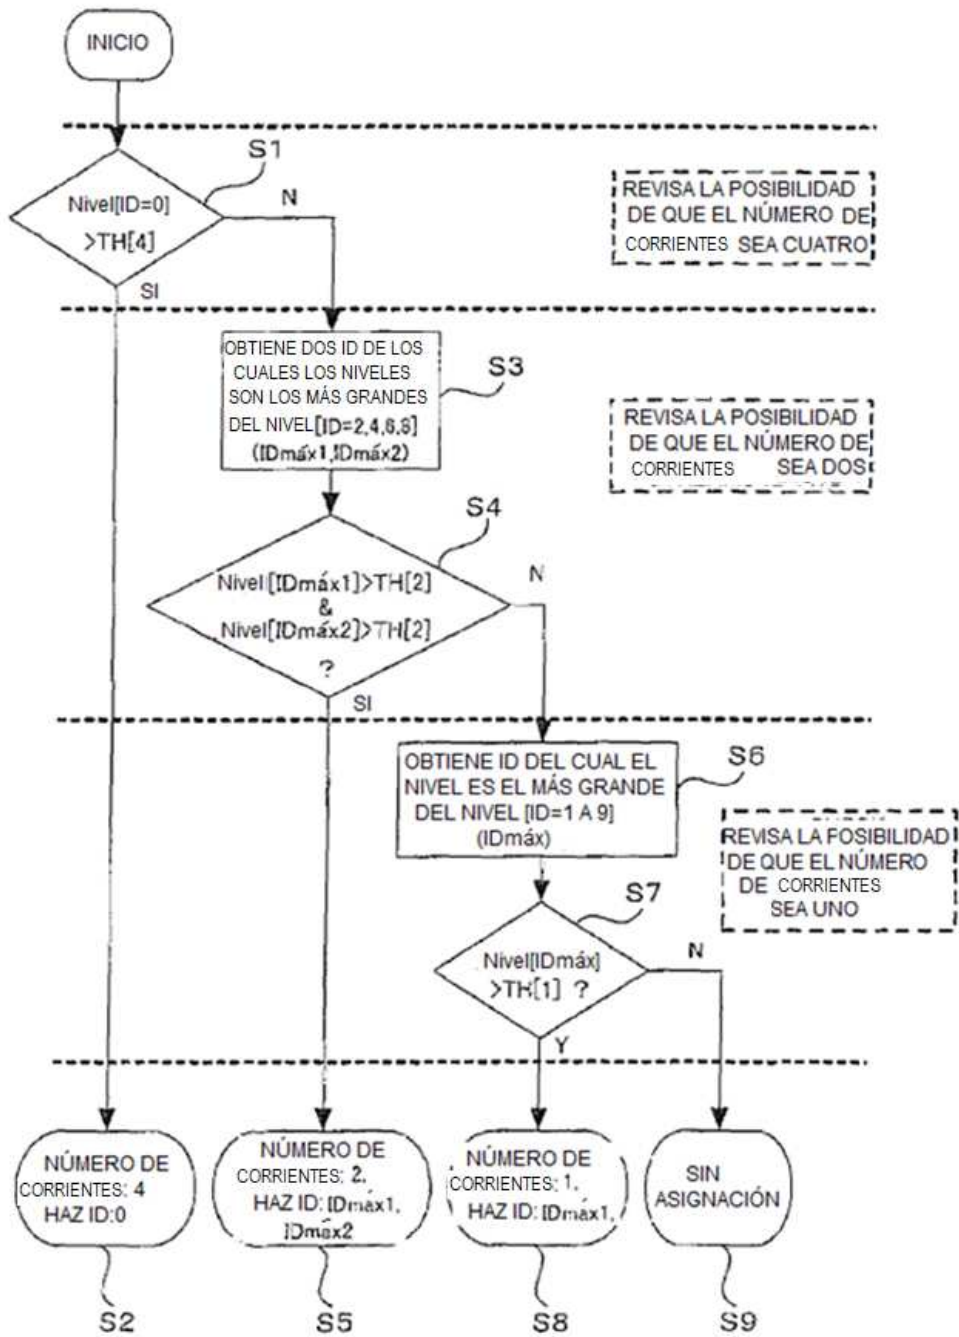 INICIO
S1
Nivel[ID=0]
>TH[4]
N
SI
REVISA LA POSIBILIDAD
DE QUE EL NÚMERO DE
CORRIENTES SEA CUATRO
OBTIENE DOS ID DE LOS
CUALES LOS NIVELES
SON LOS MÁS GRANDES
DEL NIVEL[ID=2,4,6,8]
(IDmáx1,IDmáx2)
S3
REVISA LA POSIBILIDAD
DE QUE EL NÚMERO DE
CORRIENTES SEA DOS
S4
Nivel[IDmáx1]>TH[2]
&
Nivel[IDmáx2]>TH[2]
?
N
SI
OBTIENE ID DEL CUAL EL
NIVEL ES EL MÁS GRANDE
DEL NIVEL [ID=1 A 9]
(IDmáx)
S6
REVISA LA POSIBILIDAD
DE QUE EL NÚMERO
DE CORRIENTES
SEA UNO
S7
Nivel[IDmáx]
>TH[1] ?
N
Y
NÚMERO DE
CORRIENTES: 4
HAZ ID:0
NÚMERO DE
CORRIENTES: 2,
HAZ ID: IDmáx1,
IDmáx2
NÚMERO DE
CORRIENTES: 1,
HAZ ID: IDmáx1,
SIN
ASIGNACIÓN
S2
S5
S8
S9